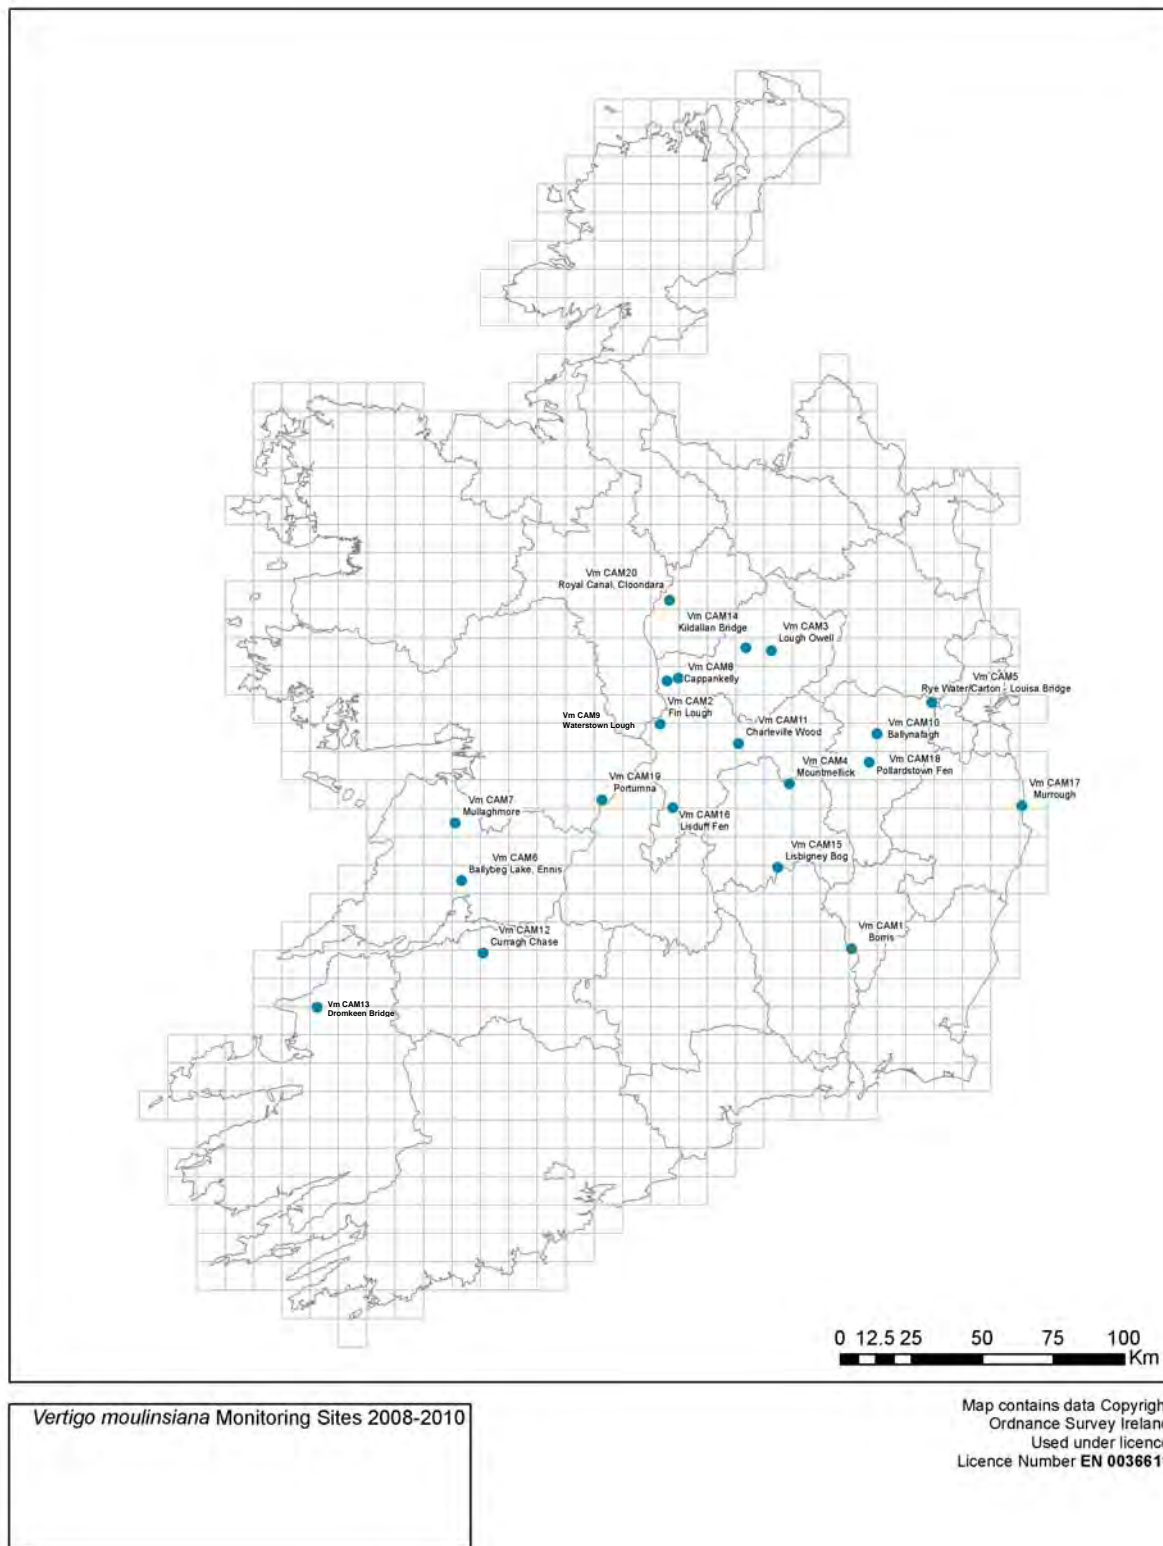 Vm CAM20
Royal Canal, Cloondara
Vm CAM14
Kildallan Bridge
Vm CAM3
Lough Owell
Vm CAM8
Cappankelly
Vm CAM5
Rye Water/Carton - Louisa Bridge
Vm CAM2
Fin Lough
Vm CAM9
Waterstown Lough
Vm CAM11
Charleville Wood
Vm CAM10
Ballynafagh
Vm CAM4
Mountmellick
Vm CAM18
Pollardstown Fen
Vm CAM19
Portumna
Vm CAM17
Murrough
Vm CAM7
Mullaghmore
Vm CAM16
Lisduff Fen
Vm CAM15
Lisbigney Bog
Vm CAM6
Ballybeg Lake, Ennis
Vm CAM12
Curragh Chase
Vm CAM1
Borris
Vm CAM13
Dromkeen Bridge
0 12.5 25 50 75 100
Km
Vertigo moulinsiana Monitoring Sites 2008-2010
Map contains data Copyrigh
Ordnance Survey Irelan
Used under licenc
Licence Number EN 003661